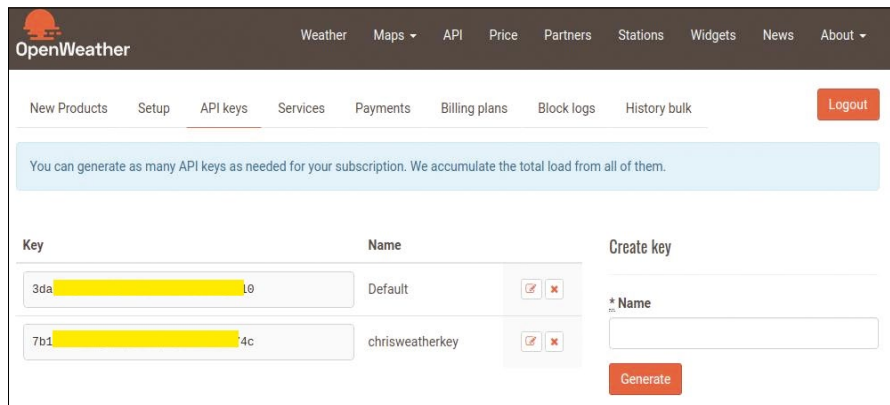 OpenWeather
Weather Maps API Price Partners Stations Widgets News About
New Products Setup API keys Services Payments Billing plans Block logs History bulk Logout
You can generate as many API keys as needed for your subscription. We accumulate the total load from all of them.
Key Name Create key
3da Default
* Name
7b1 4c chrisweatherkey
Generate